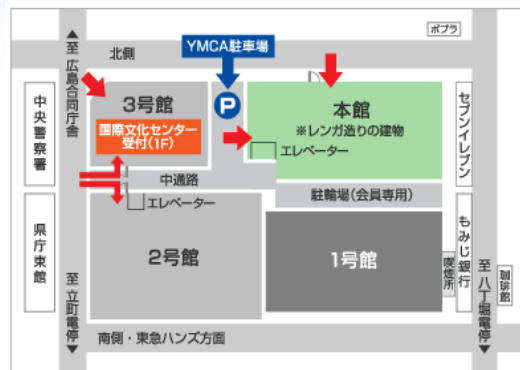 YMCA駐車場
ポプラ
▲至 広島合同庁舎
北側
P
3号館
国際文化センター
受付(1F)
本館
※レンガ造りの建物
エレベーター
中央警察署
セブンイレブン
中通路
駐輪場(会員専用)
エレベーター
県庁東館
2号館
1号館
もみじ銀行
喫煙所
珈琲館
至 立町電停▼
至 八丁堀電停▼
南側・東急ハンズ方面